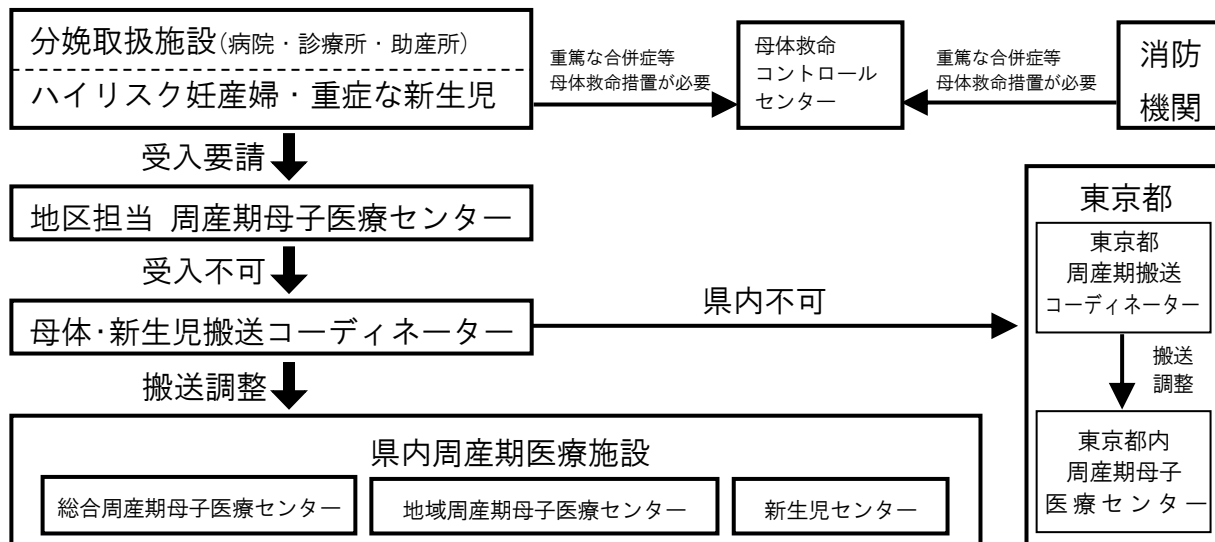 分娩取扱施設(病院・診療所・助産所)
ハイリスク妊産婦・重症な新生児
重篤な合併症等
母体救命措置が必要
母体救命
コントロール
センター
重篤な合併症等
母体救命措置が必要
消防
機関
受入要請
地区担当 周産期母子医療センター
受入不可
母体・新生児搬送コーディネーター
県内不可
搬送調整
県内周産期医療施設
総合周産期母子医療センター
地域周産期母子医療センター
新生児センター
東京都
東京都
周産期搬送
コーディネーター
搬送
調整
東京都内
周産期母子
医療センター